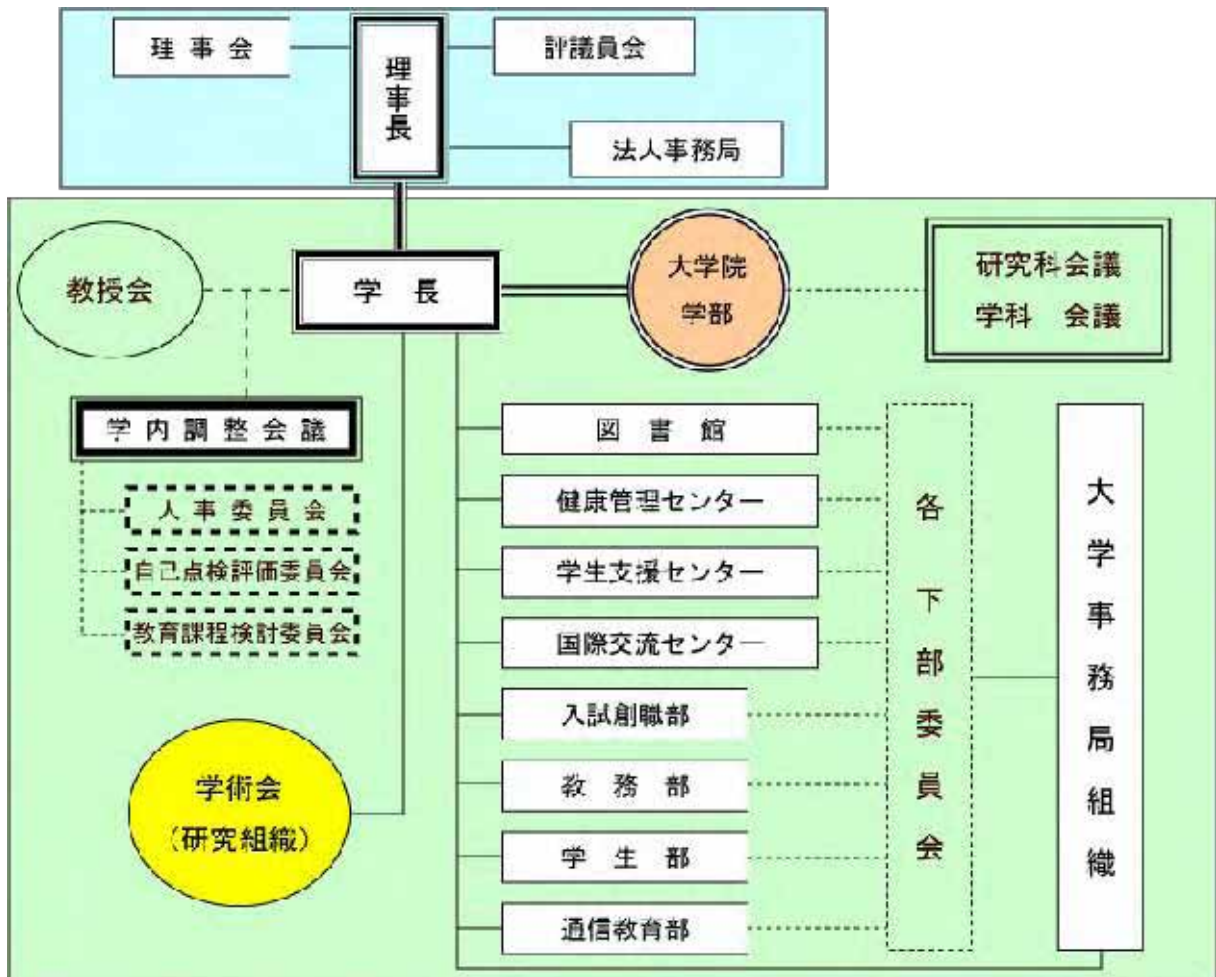 理事会
理事長
評議員会
法人事務局
教授会
学長
大学院
学部
研究科会議
学科 会議
学内調整会議
人事委員会
自己点検評価委員会
教育課程検討委員会
学術会
（研究組織）
図書館
健康管理センター
学生支援センター
国際交流センター
入試創職部
教務部
学生部
通信教育部
各下部委員会
大学事務局組織